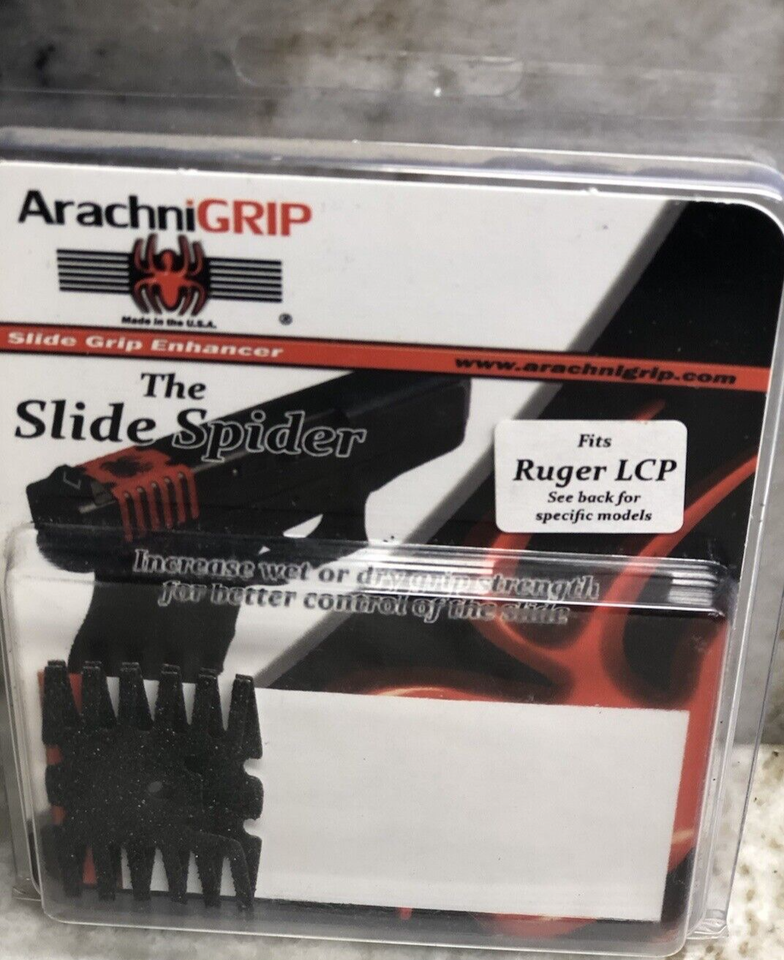 ArachniGRIP
Made in the U.S.A.
®
Slide Grip Enhancer
www.arachnigrip.com
The
Slide Spider
Fits
Ruger LCP
See back for
specific models
Increase wet or dry grip strength
for better control of the slide